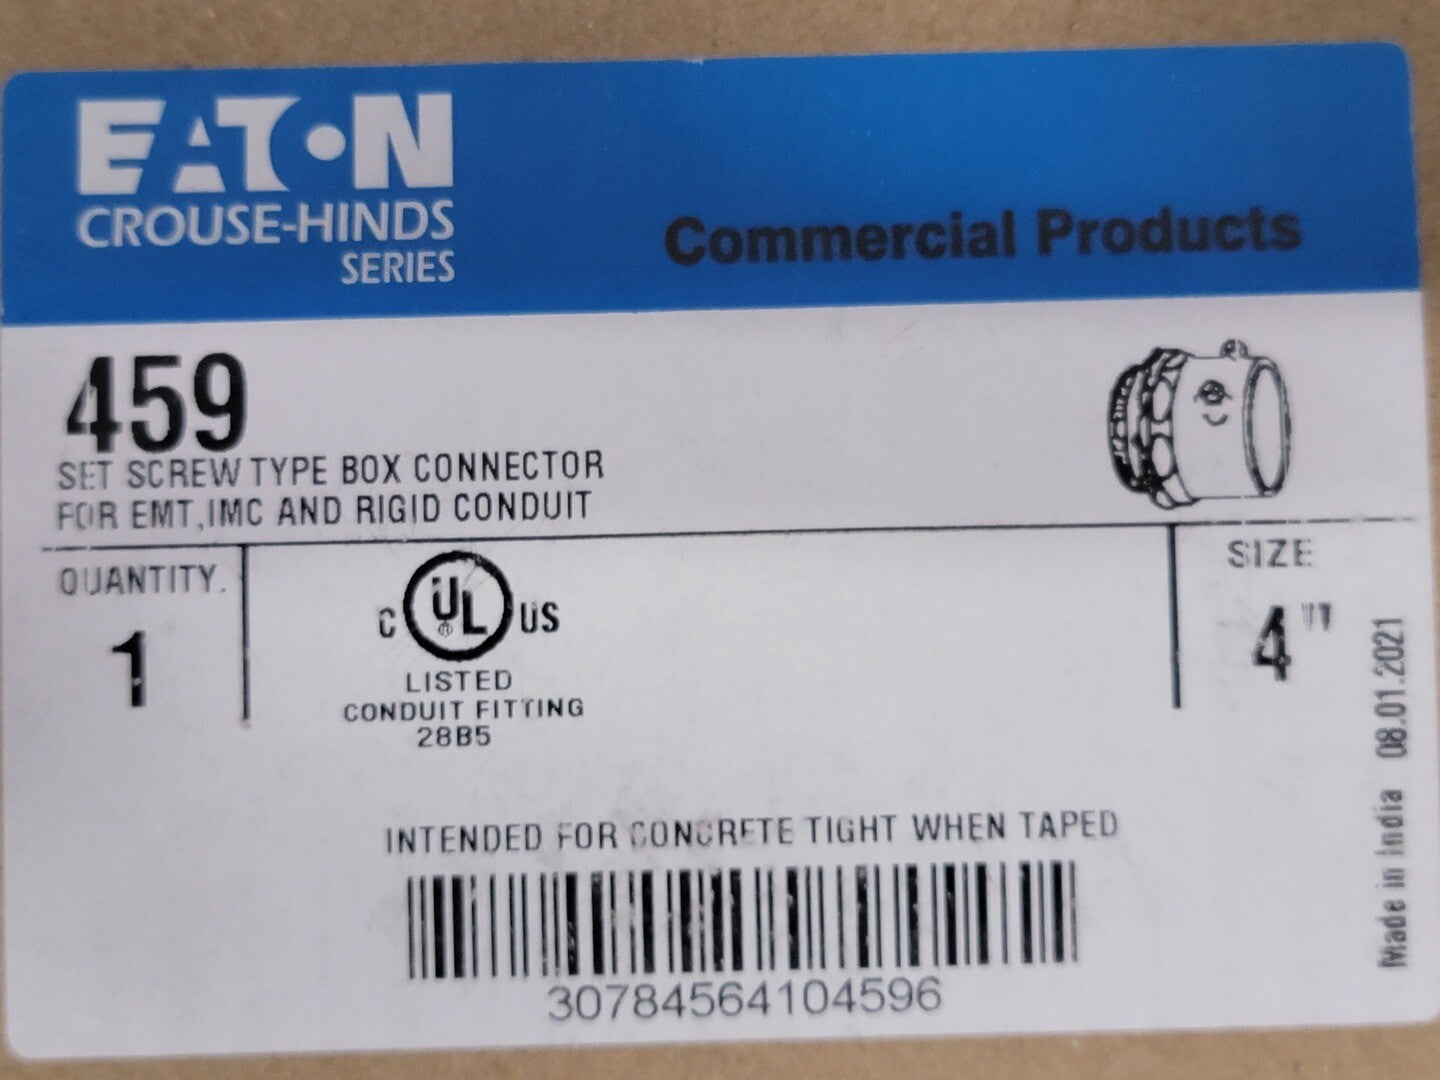 EATON
CROUSE-HINDS
SERIES
Commercial Products
459
SET SCREW TYPE BOX CONNECTOR
FOR EMT,IMC AND RIGID CONDUIT
QUANTITY.
1
C UL® US
LISTED
CONDUIT FITTING
28B5
SIZE
4"
Made in India 08.01.2021
INTENDED FOR CONCRETE TIGHT WHEN TAPED
30784564104596